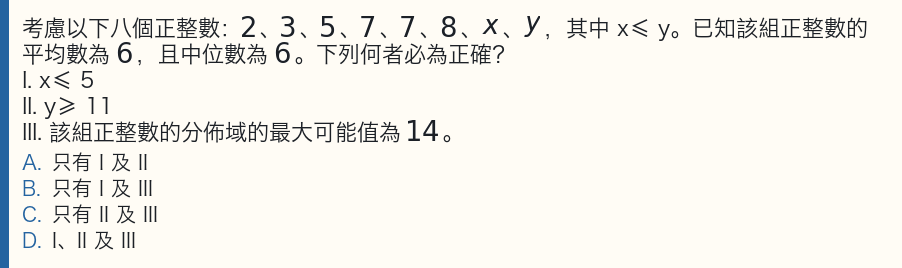 考慮以下八個正整數：2、3、5、7、7、8、x、y，其中 x⩽ y。已知該組正整數的
平均數為 6，且中位數為 6。下列何者必為正確？
I. x⩽ 5
II. y⩾ 11
III. 該組正整數的分佈域的最大可能值為 14。
A. 只有 I 及 II
B. 只有 I 及 III
C. 只有 II 及 III
D. I、II 及 III